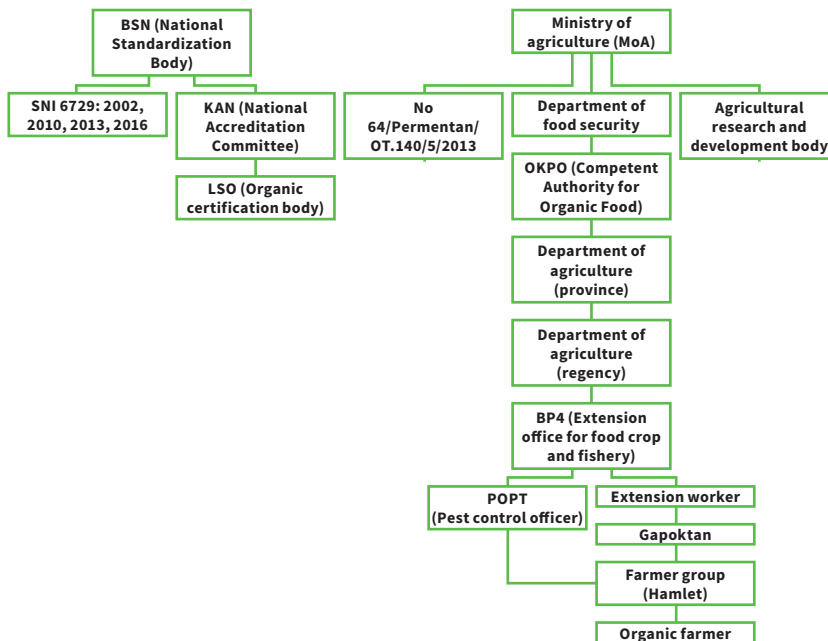 BSN (National
Standardization
Body)
Ministry of
agriculture (MoA)
SNI 6729: 2002,
2010, 2013, 2016
KAN (National
Accreditation
Committee)
No
64/Permentan/
OT.140/5/2013
Department of
food security
Agricultural
research and
development body
LSO (Organic
certification body)
OKPO (Competent
Authority for
Organic Food)
Department of
agriculture
(province)
Department of
agriculture
(regency)
BP4 (Extension
office for food crop
and fishery)
POPT
(Pest control officer)
Extension worker
Gapoktan
Farmer group
(Hamlet)
Organic farmer